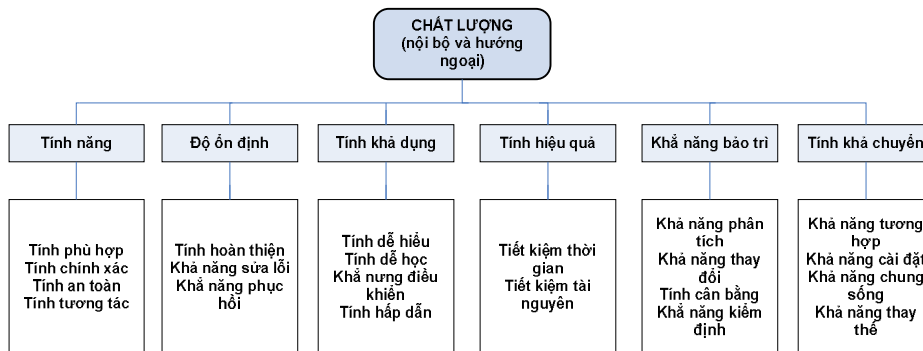 CHẤT LƯỢNG
(nội bộ và hướng
ngoại)
Tính năng
Độ ổn định
Tính khả dụng
Tính hiệu quả
Khẳ năng bảo trì
Tính khả chuyển
Tính phù hợp
Tính chính xác
Tính an toàn
Tính tương tác
Tính hoàn thiện
Khả năng sửa lỗi
Khẳ năng phục
hồi
Tính dễ hiểu
Tính dễ học
Khẳ nưng điều
khiển
Tính hấp dẫn
Tiết kiệm thời
gian
Tiết kiệm tài
nguyên
Khả năng phân
tích
Khả năng thay
đổi
Tính cân bằng
Khẳ năng kiểm
định
Khả năng tương
hợp
Khả năng cài đặt
Khả năng chung
sống
Khả năng thay
thế